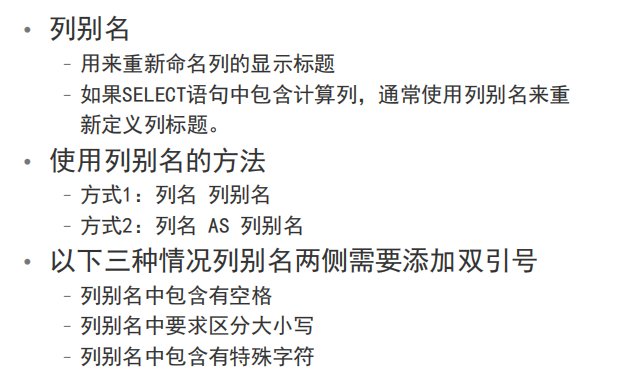 • 列别名
– 用来重新命名列的显示标题
– 如果SELECT语句中包含计算列，通常使用列别名来重
新定义列标题。
• 使用列别名的方法
– 方式1：列名 列别名
– 方式2：列名 AS 列别名
• 以下三种情况列别名两侧需要添加双引号
– 列别名中包含有空格
– 列别名中要求区分大小写
– 列别名中包含有特殊字符